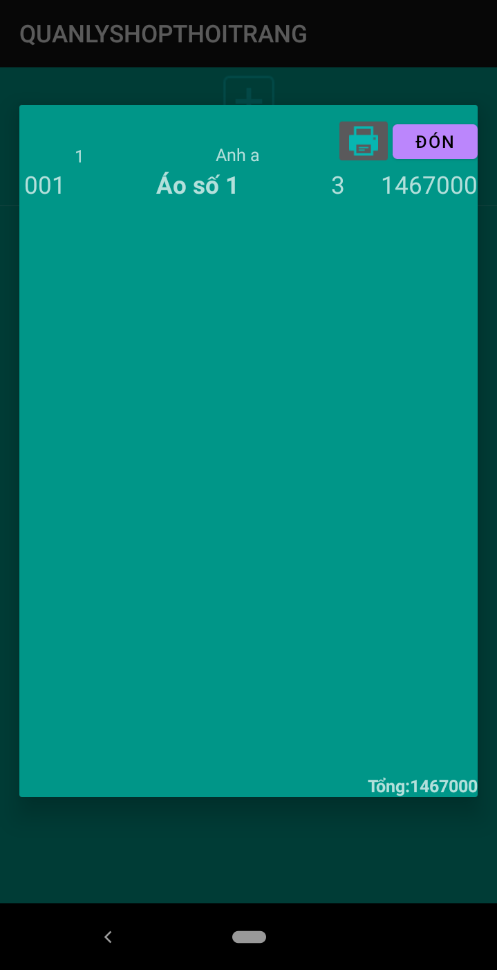 QUANLYSHOPTHOITRANG
ĐÓN
1 Anh a
001 Áo số 1 3 1467000
Tổng:1467000